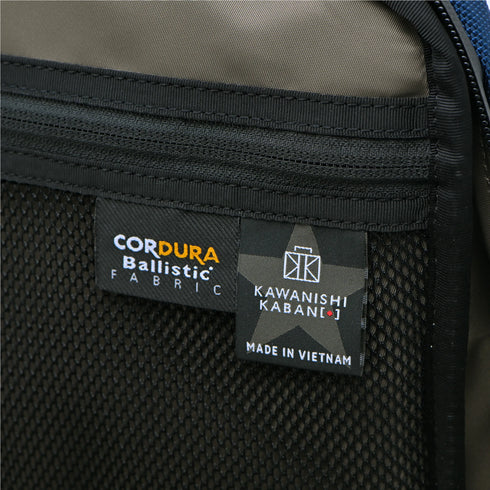 CORDURA
Ballistic®
FABRIC
KAWANISHI
KABAN[•]
MADE IN VIETNAM